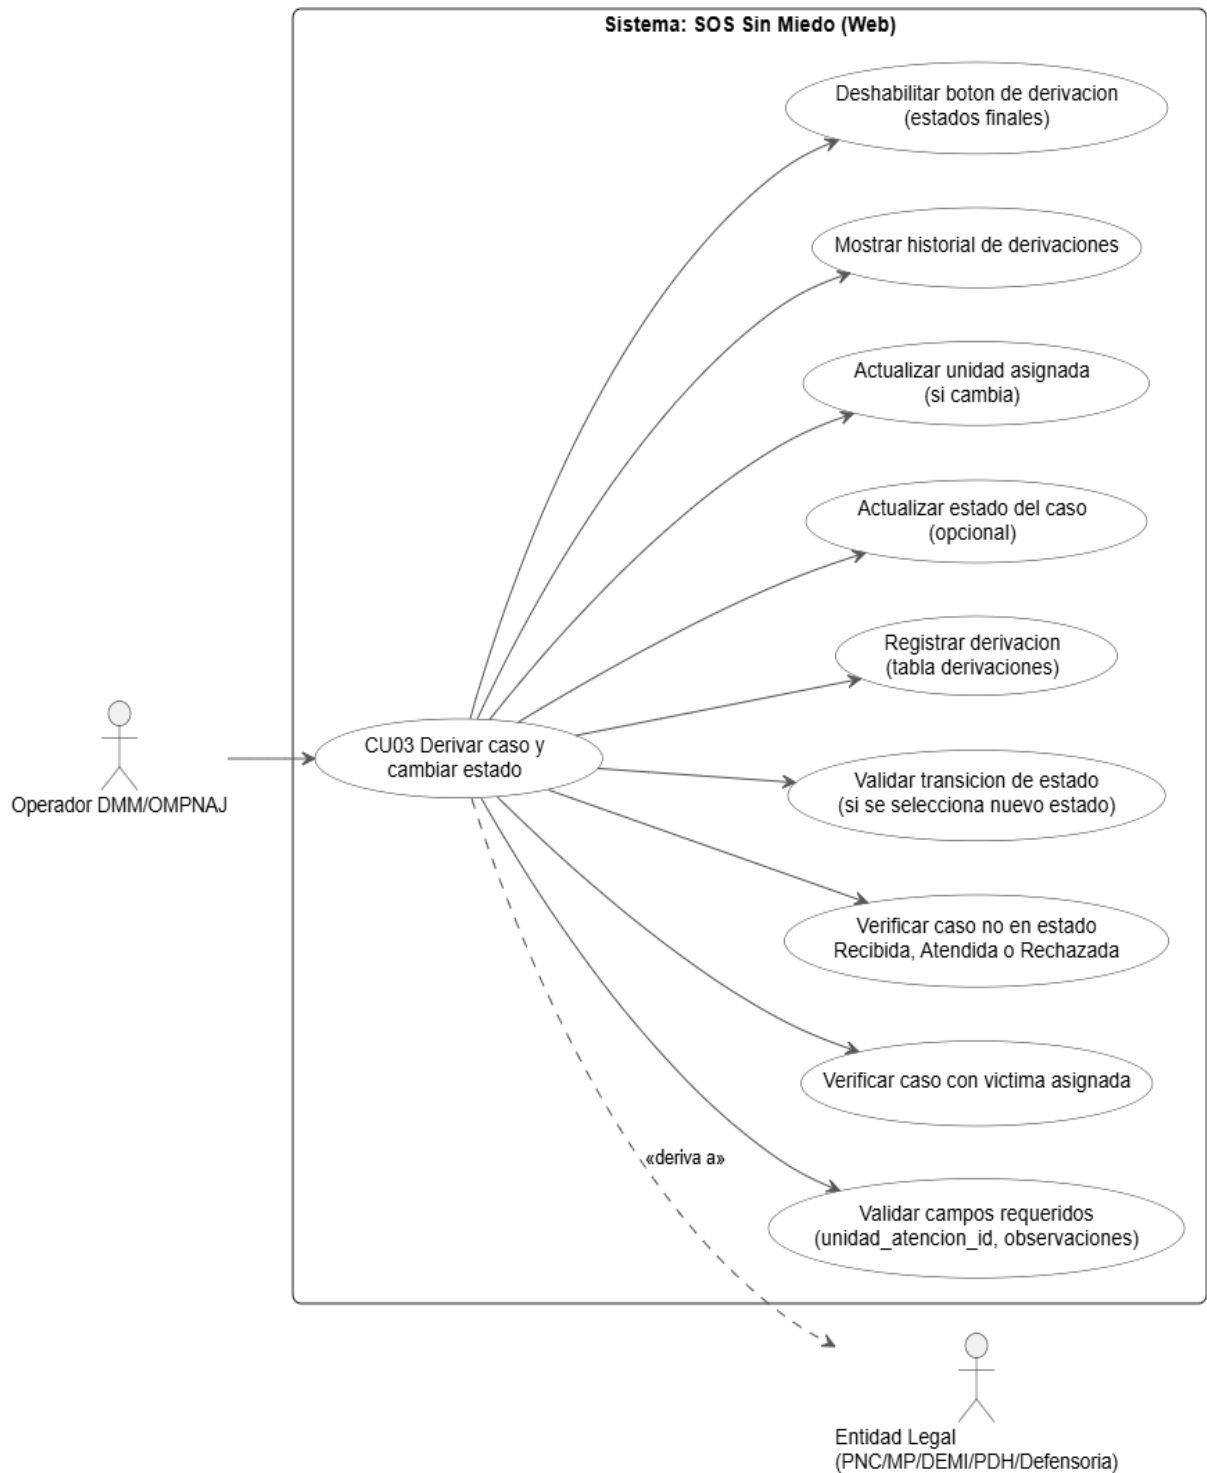 Sistema: SOS Sin Miedo (Web)
Deshabilitar boton de derivacion
(estados finales)
Mostrar historial de derivaciones
Actualizar unidad asignada
(si cambia)
Actualizar estado del caso
(opcional)
Registrar derivacion
(tabla derivaciones)
CU03 Derivar caso y
cambiar estado
Operador DMM/OMPNAJ
Validar transicion de estado
(si se selecciona nuevo estado)
Verificar caso no en estado
Recibida, Atendida o Rechazada
Verificar caso con victima asignada
«deriva a»
Validar campos requeridos
(unidad_atencion_id, observaciones)
Entidad Legal
(PNC/MP/DEMI/PDH/Defensoria)